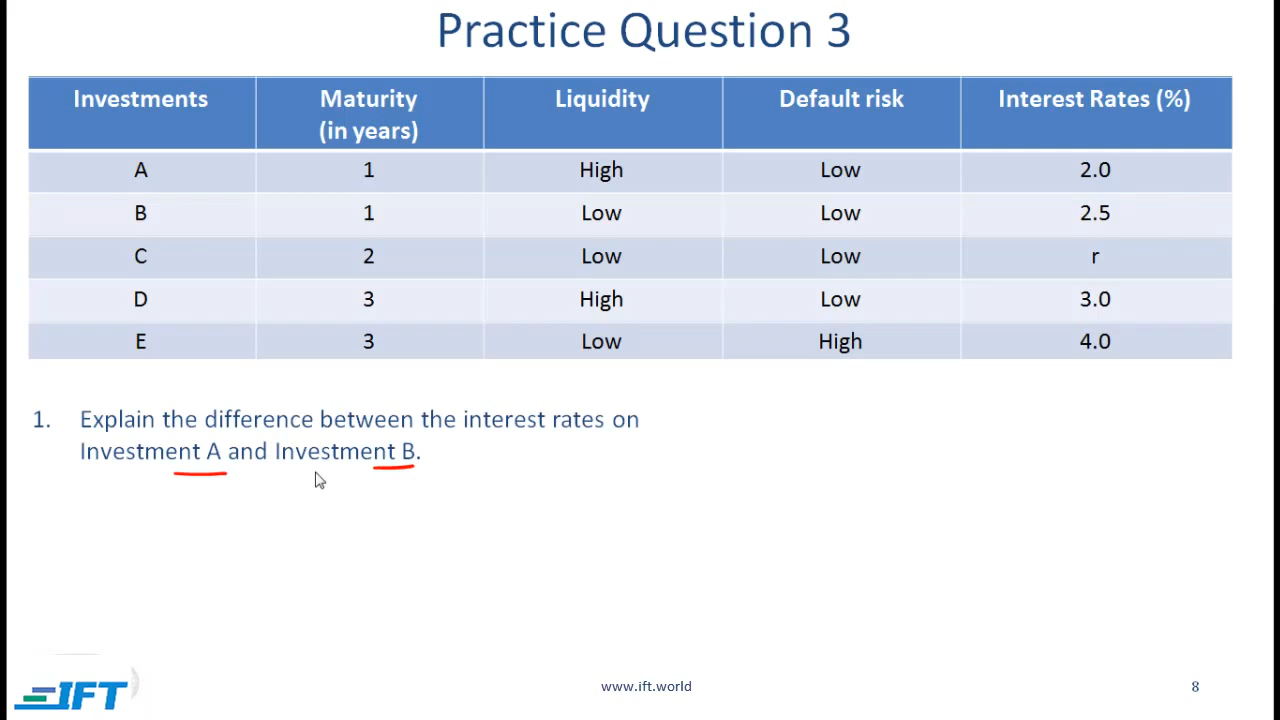 Practice Question 3
Investments Maturity (in years) Liquidity Default risk Interest Rates (%)
A 1 High Low 2.0
B 1 Low Low 2.5
C 2 Low Low r
D 3 High Low 3.0
E 3 Low High 4.0
1. Explain the difference between the interest rates on
Investment A and Investment B.
IFT
www.ift.world
8